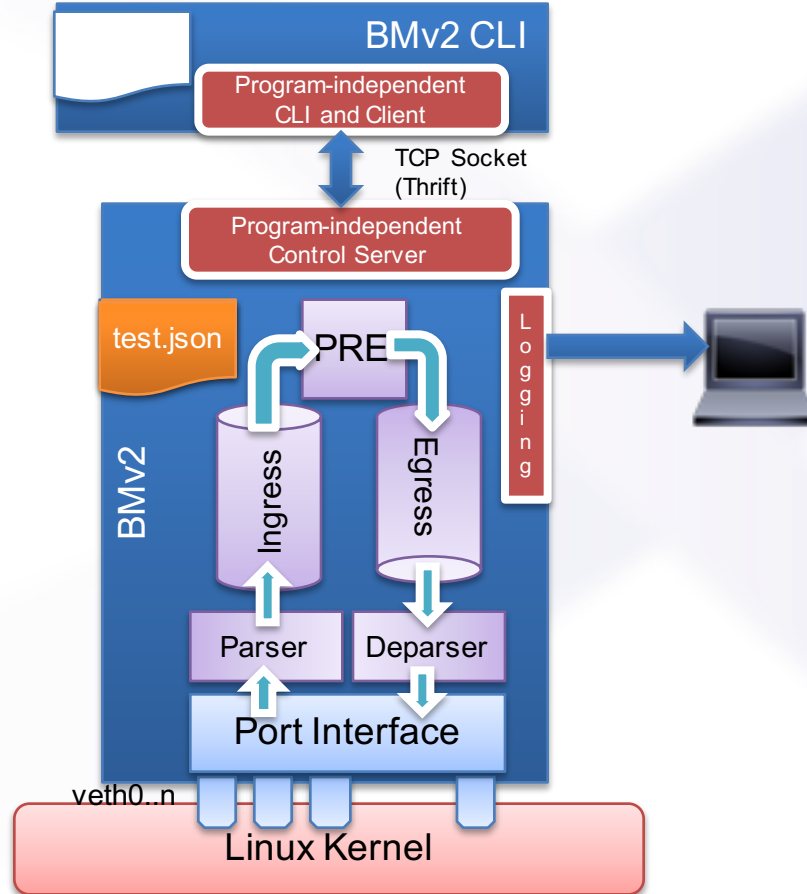 BMv2 CLI
Program-independent
CLI and Client
TCP Socket
(Thrift)
Program-independent
Control Server
test.json
PRE
Logging
BMv2
Ingress
Egress
Parser
Deparser
Port Interface
veth0..n
Linux Kernel